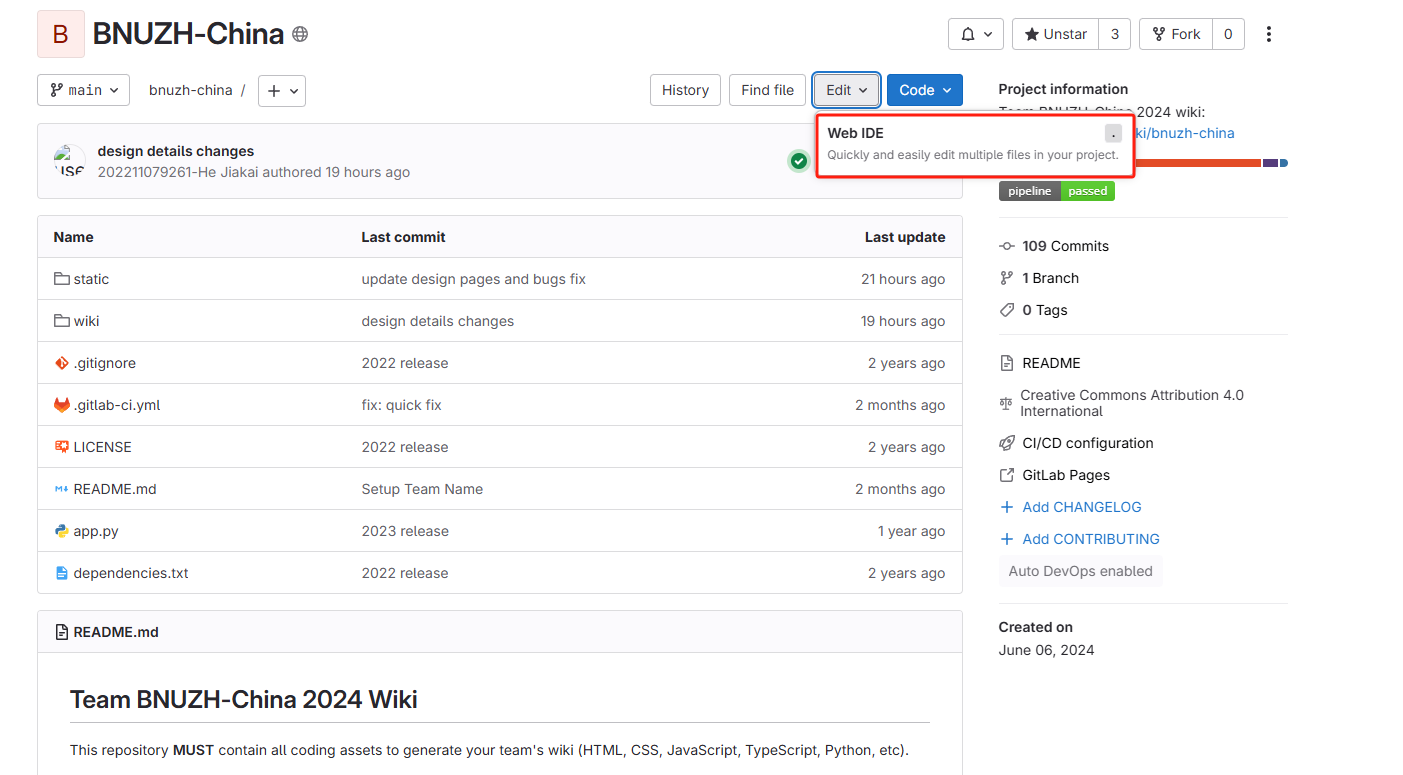 B BNUZH-China
Unstar 3 Fork 0
main bnuzh-china / History Find file Edit Code
Project information
2024 wiki:
ki/bnuzh-china
Web IDE .
Quickly and easily edit multiple files in your project.
design details changes
202211079261-He Jiakai authored 19 hours ago
pipeline passed
Name Last commit Last update
static update design pages and bugs fix 21 hours ago
wiki design details changes 19 hours ago
.gitignore 2022 release 2 years ago
.gitlab-ci.yml fix: quick fix 2 months ago
LICENSE 2022 release 2 years ago
README.md Setup Team Name 2 months ago
app.py 2023 release 1 year ago
dependencies.txt 2022 release 2 years ago
109 Commits
1 Branch
0 Tags
README
Creative Commons Attribution 4.0
International
CI/CD configuration
GitLab Pages
Add CHANGELOG
Add CONTRIBUTING
Auto DevOps enabled
Created on
June 06, 2024
README.md
Team BNUZH-China 2024 Wiki
This repository MUST contain all coding assets to generate your team's wiki (HTML, CSS, JavaScript, TypeScript, Python, etc).